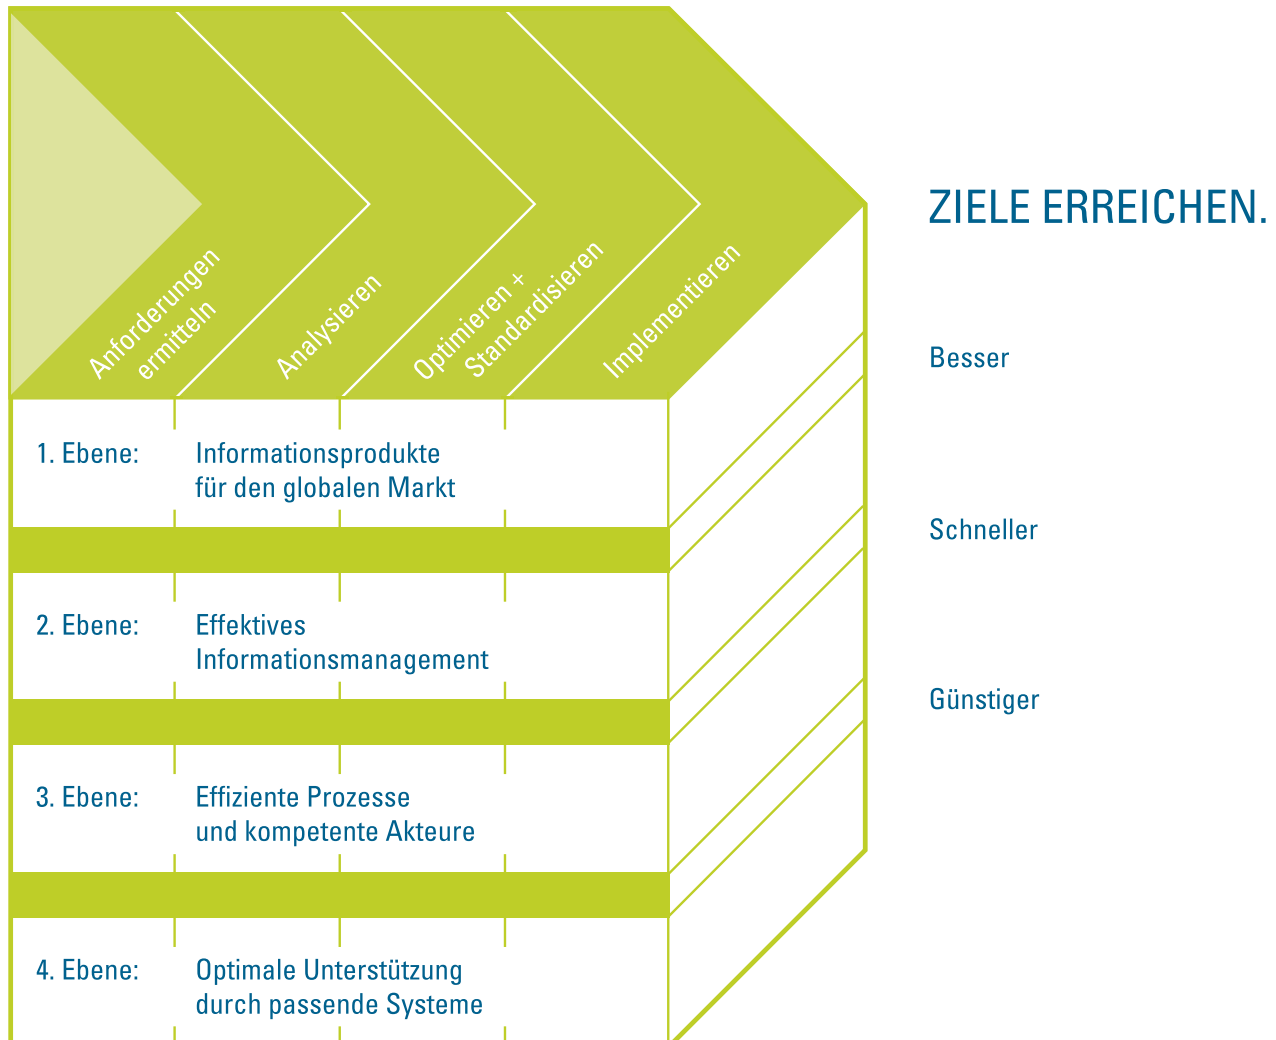 Anforderungen
ermitteln
Analysieren
Optimieren +
Standardisieren
Implementieren
ZIELE ERREICHEN.
Besser
Schneller
Günstiger
1. Ebene: Informationsprodukte
für den globalen Markt
2. Ebene: Effektives
Informationsmanagement
3. Ebene: Effiziente Prozesse
und kompetente Akteure
4. Ebene: Optimale Unterstützung
durch passende Systeme